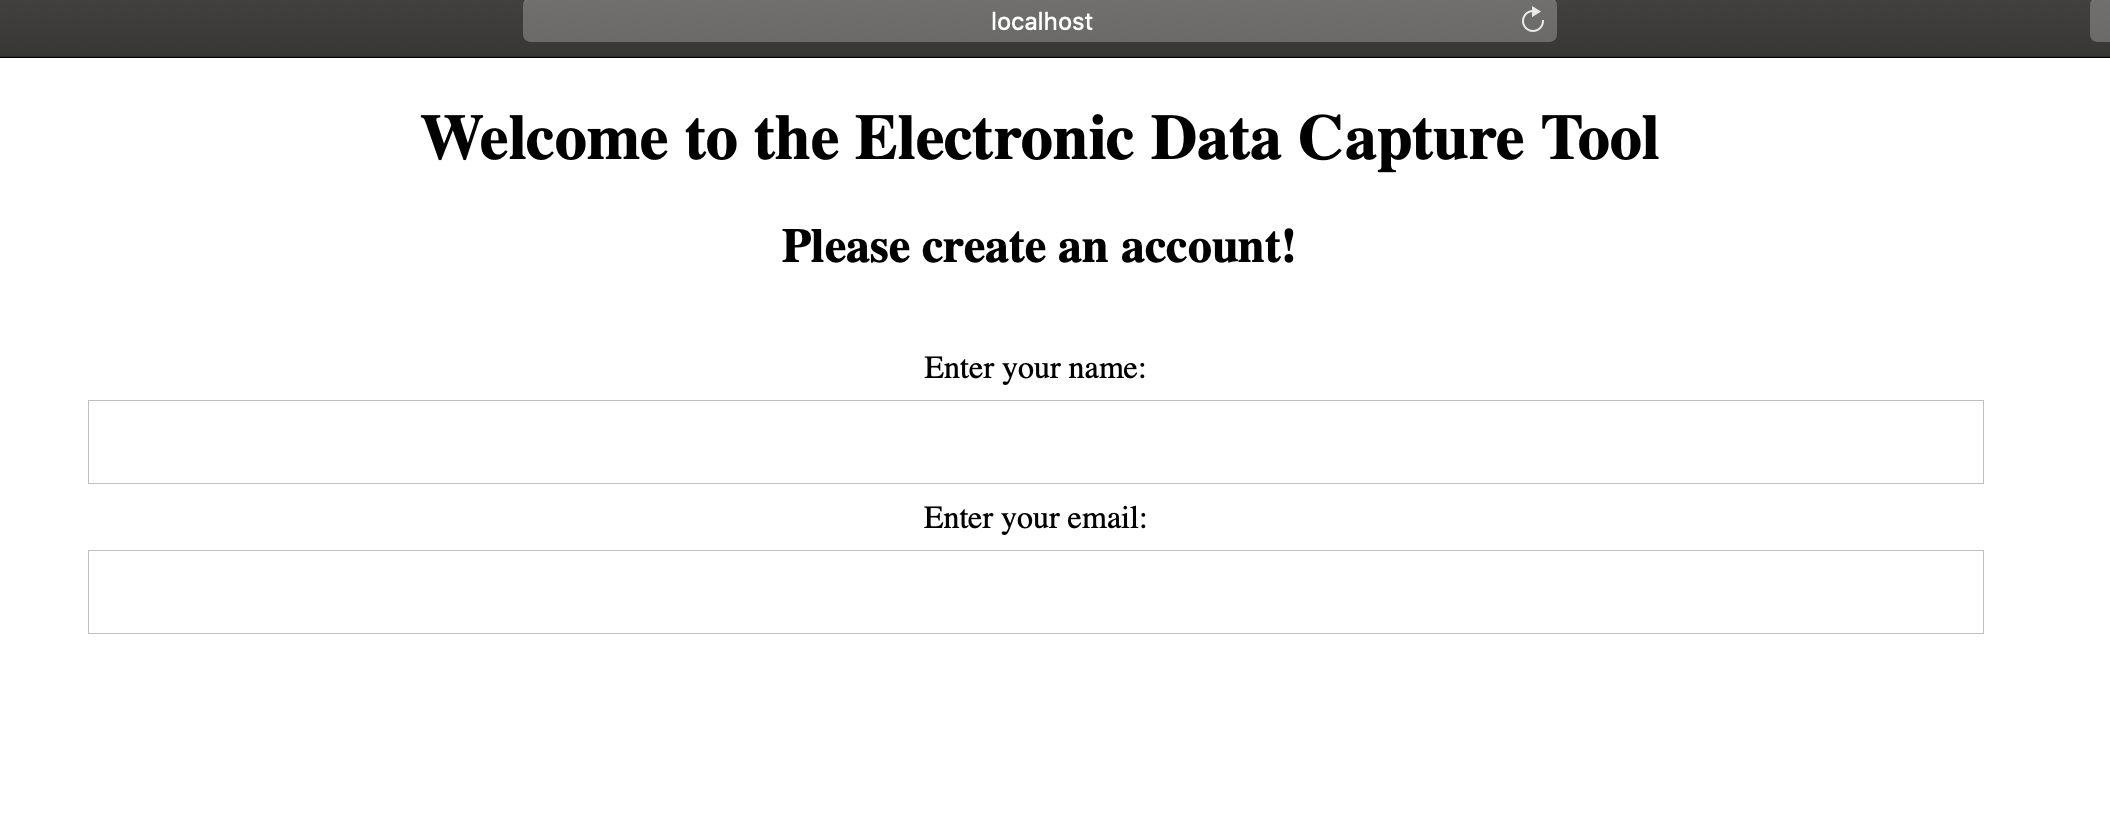 localhost
Welcome to the Electronic Data Capture Tool
Please create an account!
Enter your name:
Enter your email: